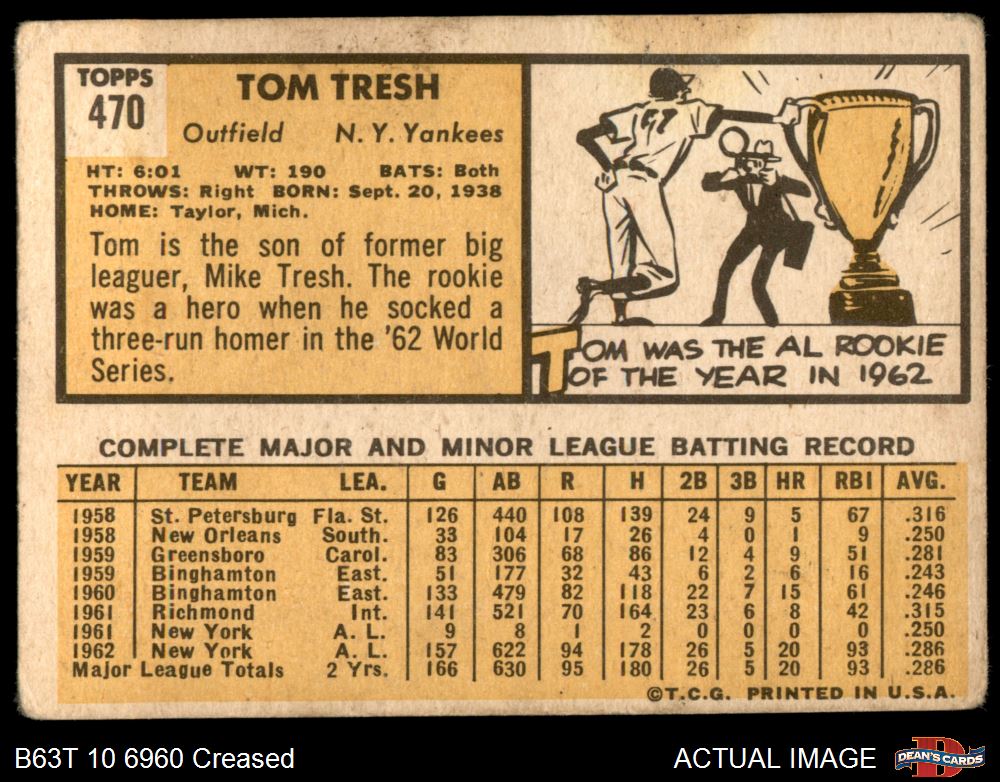 TOPPS
470
TOM TRESH
Outfield N. Y. Yankees
HT: 6:01 WT: 190 BATS: Both
THROWS: Right BORN: Sept. 20, 1938
HOME: Taylor, Mich.
Tom is the son of former big
leaguer, Mike Tresh. The rookie
was a hero when he socked a
three-run homer in the '62 World
Series.
TOM WAS THE AL ROOKIE
OF THE YEAR IN 1962
COMPLETE MAJOR AND MINOR LEAGUE BATTING RECORD
YEAR TEAM LEA. G AB R H 2B 3B HR RBI AVG.
1958 St. Petersburg Fla. St. 126 440 108 139 24 9 5 67 .316
1958 New Orleans South. 33 104 17 26 4 0 1 9 .250
1959 Greensboro Carol. 83 306 68 86 12 4 9 51 .281
1959 Binghamton East. 51 177 32 43 6 2 6 16 .243
1960 Binghamton East. 133 479 82 118 22 7 15 61 .246
1961 Richmond Int. 141 521 70 164 23 6 8 42 .315
1961 New York A. L. 9 8 1 2 0 0 0 0 .250
1962 New York A. L. 157 622 94 178 26 5 20 93 .286
Major League Totals 2 Yrs. 166 630 95 180 26 5 20 93 .286
©T.C.G. PRINTED IN U.S.A.
B63T 10 6960 Creased
ACTUAL IMAGE
DEAN'S CARDS